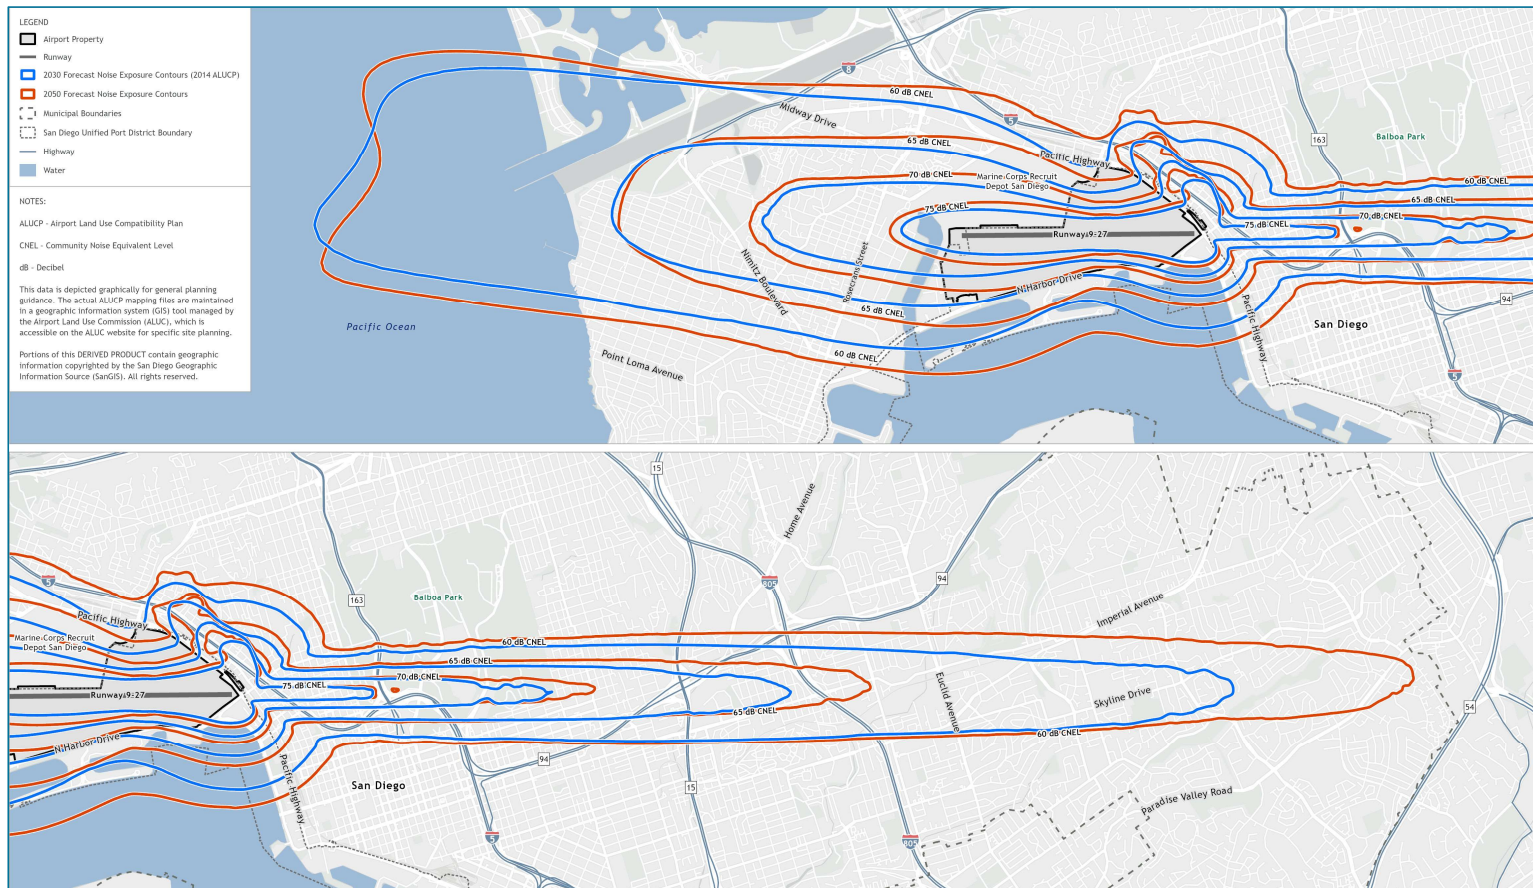 LEGEND
Airport Property
Runway
2030 Forecast Noise Exposure Contours (2014 ALUCP)
2050 Forecast Noise Exposure Contours
Municipal Boundaries
San Diego Unified Port District Boundary
Highway
Water
NOTES:
ALUCP - Airport Land Use Compatibility Plan
CNEL - Community Noise Equivalent Level
dB - Decibel
This data is depicted graphically for general planning
guidance. The actual ALUCP mapping files are maintained
in a geographic information system (GIS) tool managed by
the Airport Land Use Commission (ALUC), which is
accessible on the ALUC website for specific site planning.
Portions of this DERIVED PRODUCT contain geographic
information copyrighted by the San Diego Geographic
Information Source (SanGIS). All rights reserved.
8
60 dB CNEL
Midway Drive
5
65 dB CNEL
163
Balboa Park
Pacific Highway
70 dB CNEL
Marine Corps Recruit
Depot San Diego
60 dB CNEL
65 dB CNEL
75 dB CNEL
70 dB CNEL
75 dB CNEL
Runway 9-27
Nimitz Boulevard
Rosecrans Street
N Harbor Drive
94
65 dB CNEL
Pacific Highway
San Diego
Pacific Ocean
60 dB CNEL
Point Loma Avenue
5
15
Home Avenue
5
805
94
163
Balboa Park
Imperial Avenue
Pacific Highway
Marine Corps Recruit
Depot San Diego
60 dB CNEL
65 dB CNEL
70 dB CNEL
75 dB CNEL
Runway 9-27
Euclid Avenue
Skyline Drive
65 dB CNEL
54
60 dB CNEL
N Harbor Drive
94
Pacific Highway
San Diego
15
Paradise Valley Road
5
805